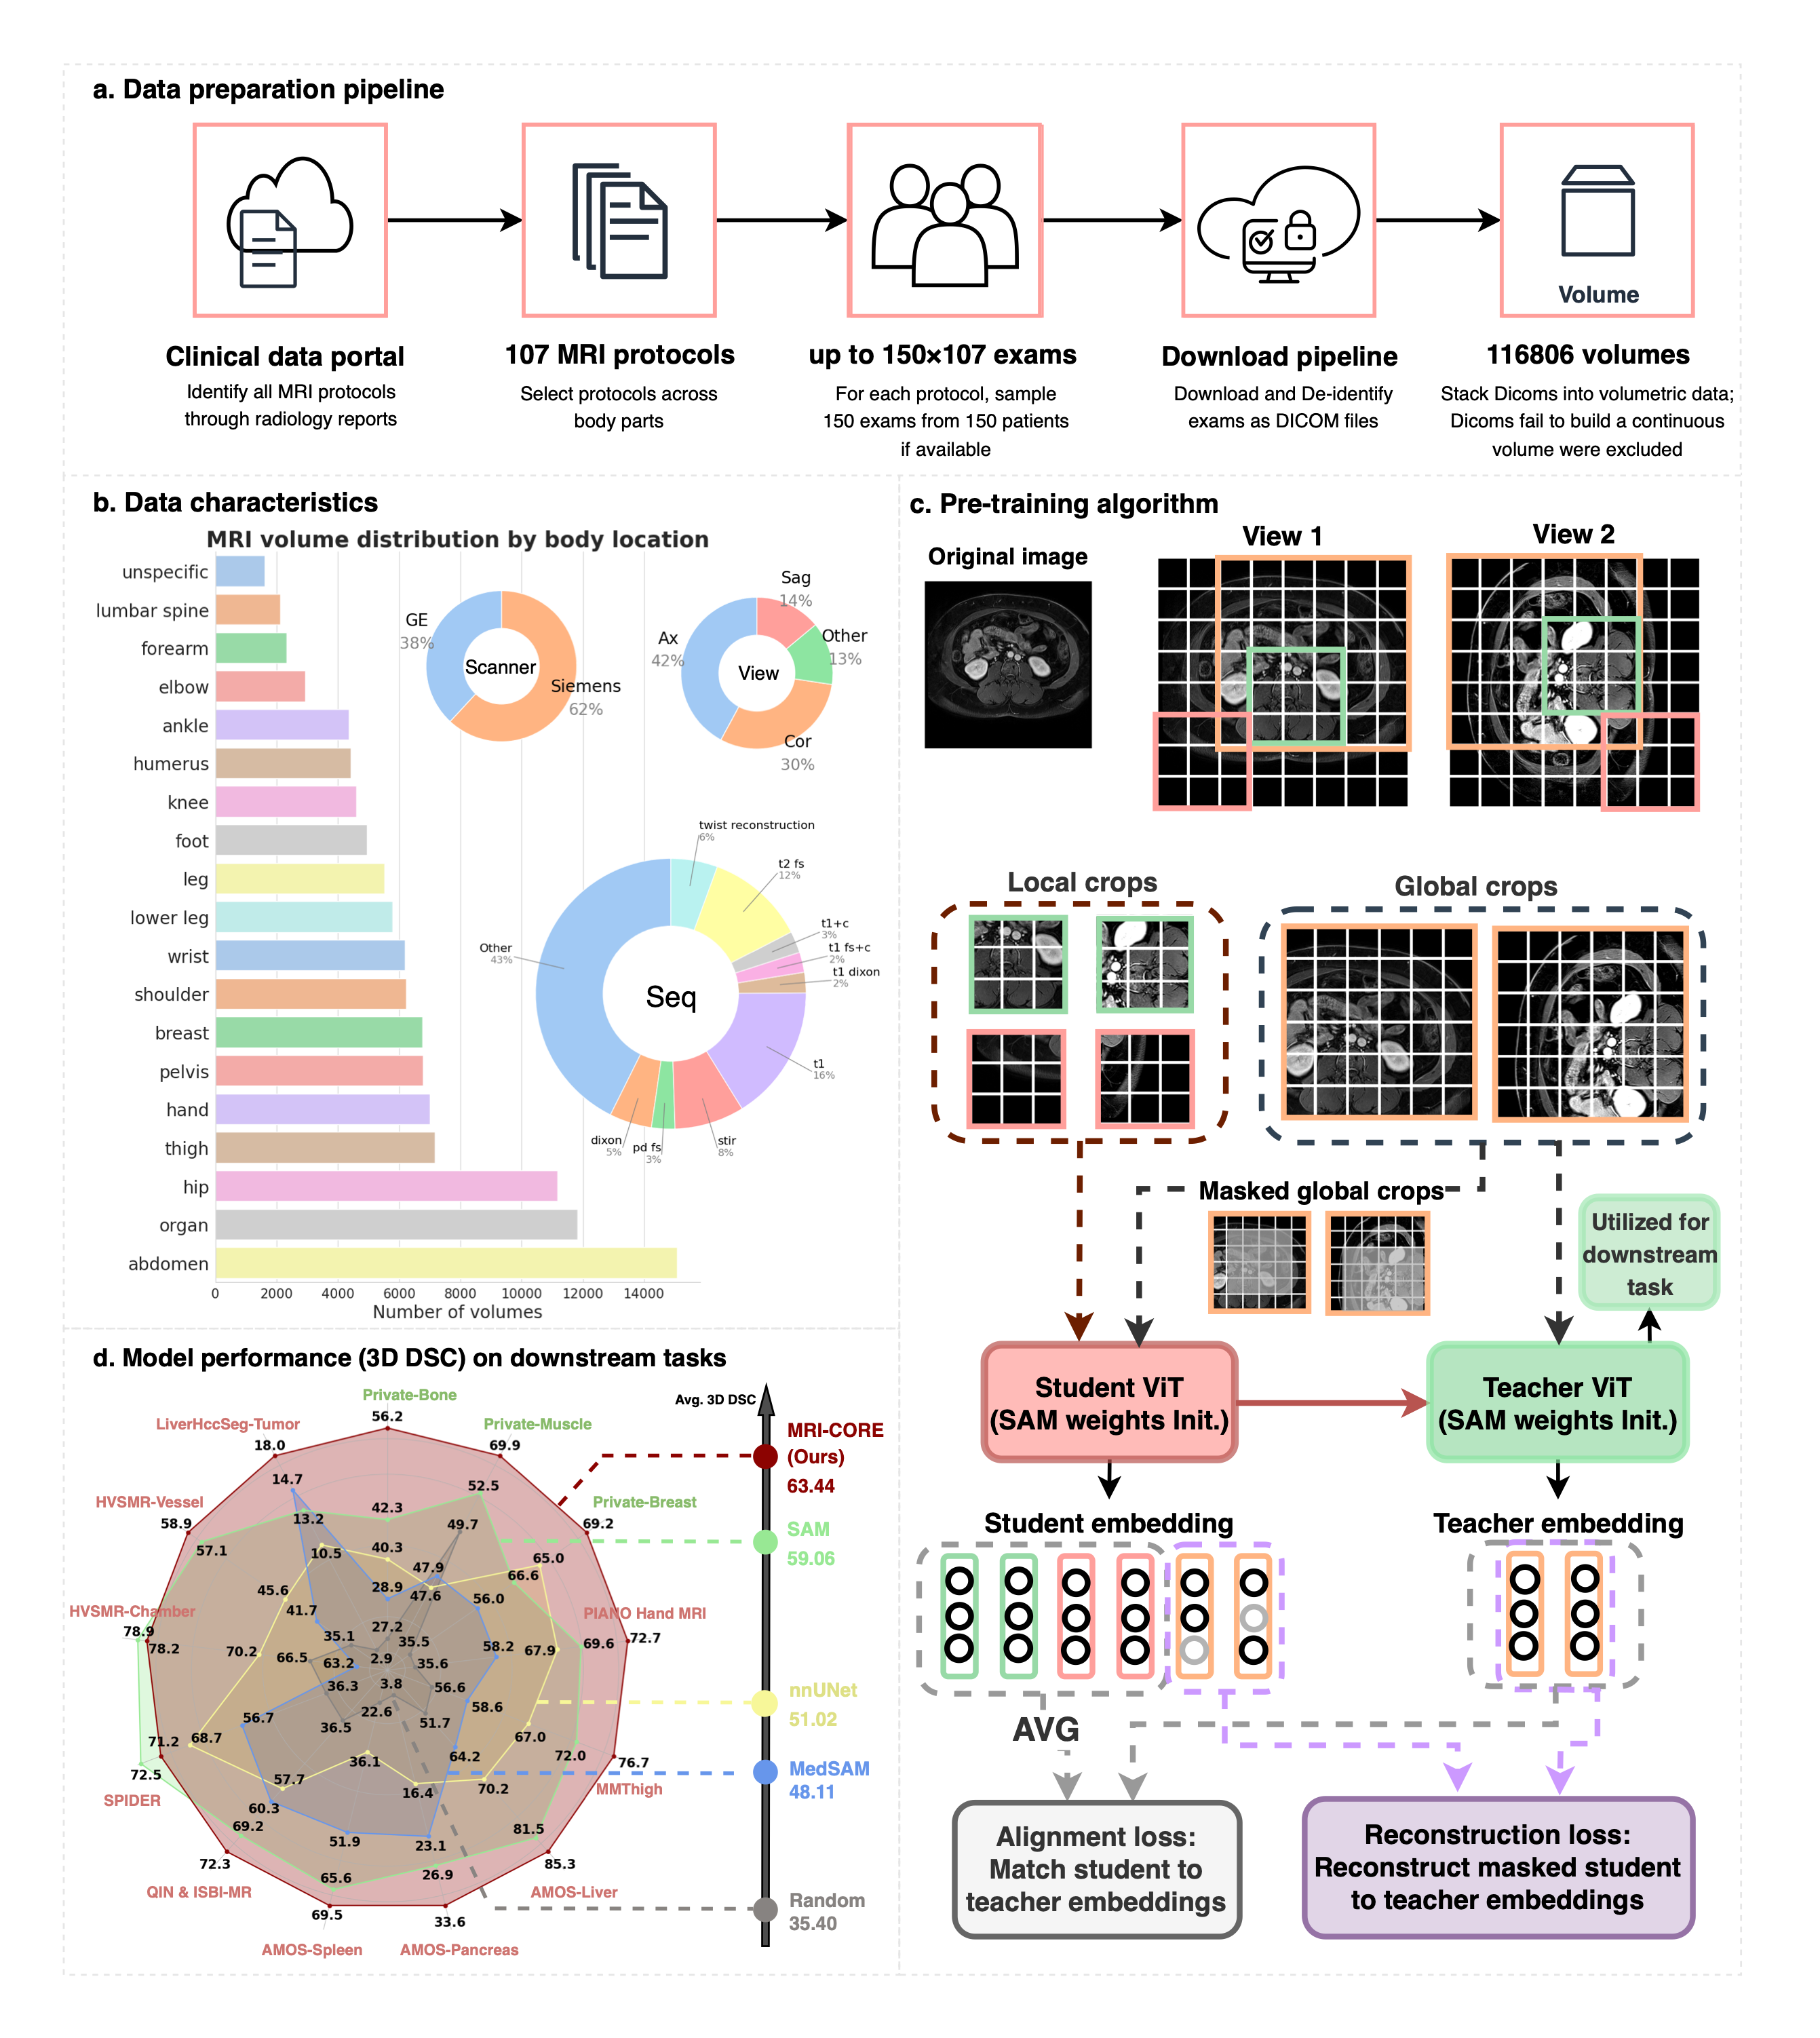 a. Data preparation pipeline
Volume
Clinical data portal
Identify all MRI protocols
through radiology reports
107 MRI protocols
Select protocols across
body parts
up to 150×107 exams
For each protocol, sample
150 exams from 150 patients
if available
Download pipeline
Download and De-identify
exams as DICOM files
116806 volumes
Stack Dicoms into volumetric data;
Dicoms fail to build a continuous
volume were excluded
b. Data characteristics
MRI volume distribution by body location
unspecific
lumbar spine
forearm
elbow
ankle
humerus
knee
foot
leg
lower leg
wrist
shoulder
breast
pelvis
hand
thigh
hip
organ
abdomen
0
2000
4000
6000
8000
10000
12000
14000
Number of volumes
GE
38%
Scanner
Siemens
62%
Sag
14%
Ax
42%
Other
13%
View
Cor
30%
twist reconstruction
6%
t2 fs
12%
t1+c
3%
t1 fs+c
2%
t1 dixon
2%
Other
43%
Seq
t1
16%
dixon
5%
pd fs
3%
stir
8%
c. Pre-training algorithm
Original image
View 1
View 2
Local crops
Global crops
Masked global crops
Utilized for
downstream
task
Student ViT
(SAM weights Init.)
Teacher ViT
(SAM weights Init.)
Student embedding
Teacher embedding
AVG
Alignment loss:
Match student to
teacher embeddings
Reconstruction loss:
Reconstruct masked student
to teacher embeddings
d. Model performance (3D DSC) on downstream tasks
Private-Bone
56.2
LiverHccSeg-Tumor
18.0
Private-Muscle
69.9
14.7
52.5
HVSMR-Vessel
58.9
Private-Breast
69.2
42.3
13.2
49.7
57.1
10.5
40.3
47.9
65.0
66.6
45.6
28.9
47.6
56.0
41.7
HVSMR-Chamber
PIANO Hand MRI
78.9
78.2
27.2
35.1
35.5
58.2
67.9
69.6
72.7
70.2
66.5
63.2
2.9
35.6
36.3
3.8
56.6
58.6
22.6
56.7
36.5
51.7
67.0
71.2
68.7
36.1
64.2
72.0
76.7
72.5
57.7
16.4
70.2
MMThigh
SPIDER
60.3
69.2
51.9
23.1
81.5
72.3
65.6
26.9
85.3
QIN & ISBI-MR
AMOS-Liver
69.5
33.6
AMOS-Spleen
AMOS-Pancreas
Avg. 3D DSC
MRI-CORE
(Ours)
63.44
SAM
59.06
nnUNet
51.02
MedSAM
48.11
Random
35.40